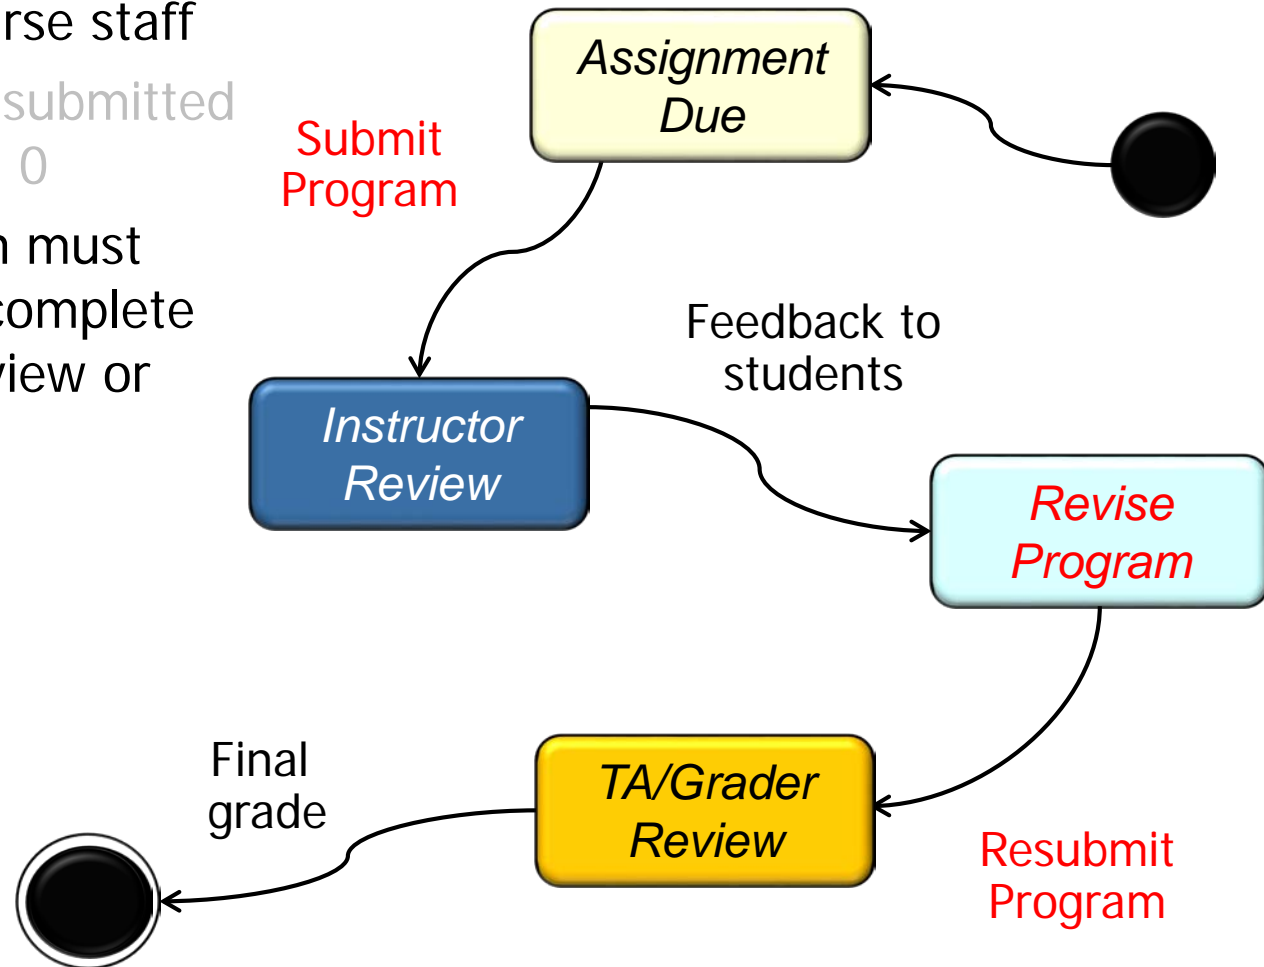 rse staff
submitted
0
n must
complete
view or
Assignment
Due
Submit
Program
Feedback to
students
Instructor
Review
Revise
Program
Final
grade
TA/Grader
Review
Resubmit
Program